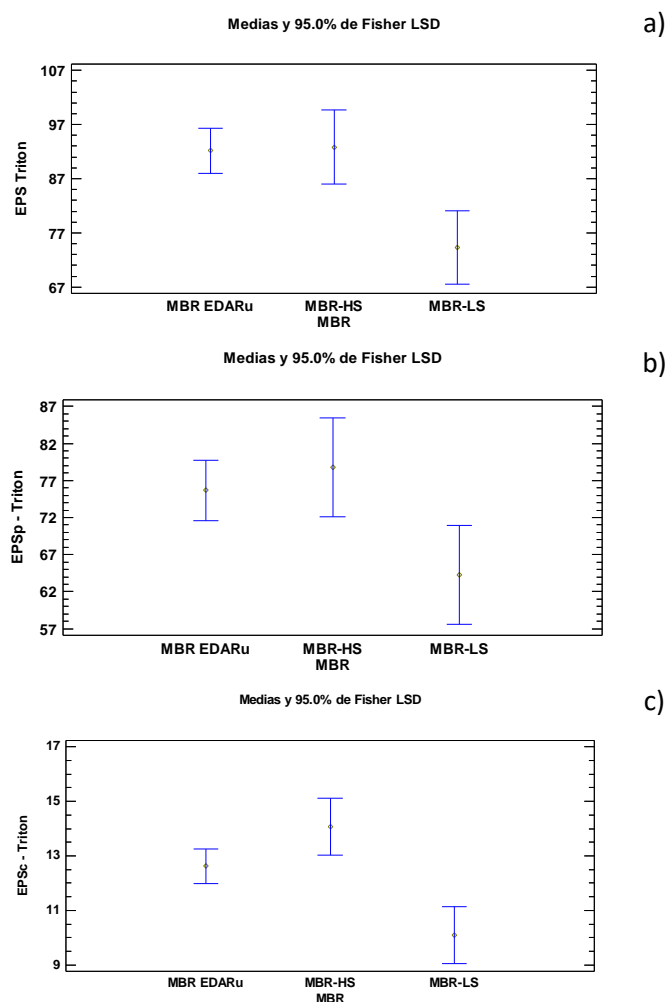 Medias y 95.0% de Fisher LSD
a)
107
97
87
77
67
EPS Triton
MBR EDARu MBR-HS MBR-LS
MBR
Medias y 95.0% de Fisher LSD
b)
87
82
77
72
67
62
57
EPSp - Triton
MBR EDARu MBR-HS MBR-LS
MBR
Medias y 95.0% de Fisher LSD
c)
17
15
13
11
9
EPSc - Triton
MBR EDARu MBR-HS MBR-LS
MBR